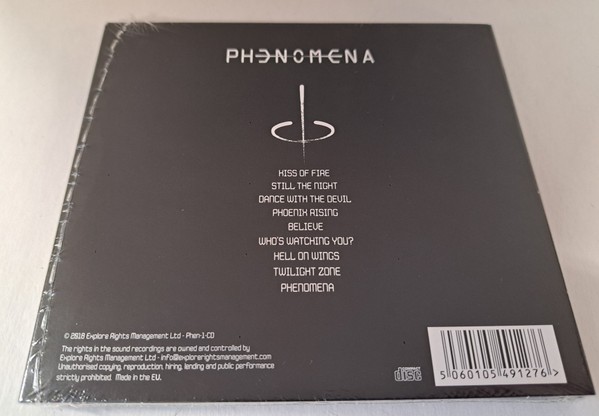 PHENOMENA
KISS OF FIRE
STILL THE NIGHT
DANCE WITH THE DEVIL
PHOENIX RISING
BELIEVE
WHO'S WATCHING YOU?
HELL ON WINGS
TWILIGHT ZONE
PHENOMENA
© 2018 Explore Rights Management Ltd - Phen-1-CD
The rights in the sound recordings are owned and controlled by
Explore Rights Management Ltd - info@explorerightsmanagement.com
Unauthorised copying, reproduction, hiring, lending and public performance
strictly prohibited. Made in the EU.
disc
5 060105 491276 >